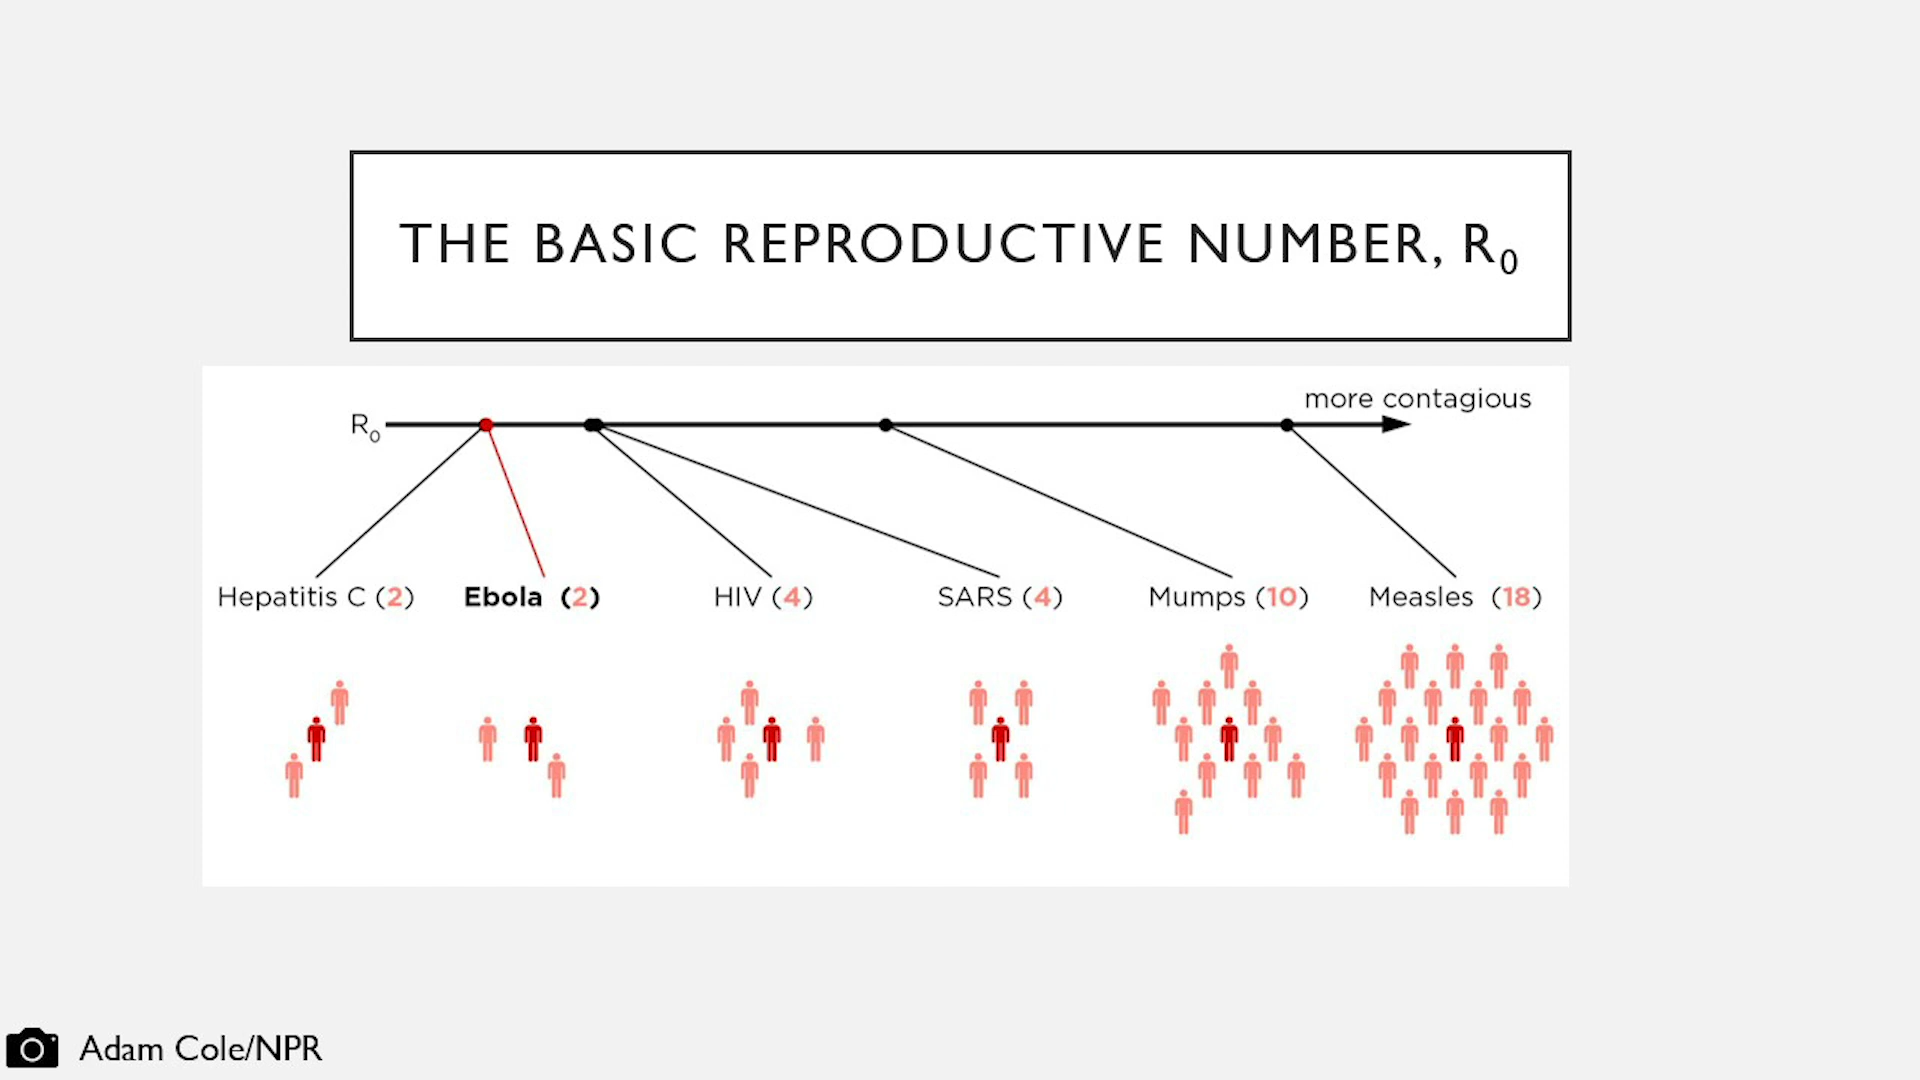 THE BASIC REPRODUCTIVE NUMBER, R₀
more contagious
R₀
Hepatitis C (2)
Ebola (2)
HIV (4)
SARS (4)
Mumps (10)
Measles (18)
Adam Cole/NPR